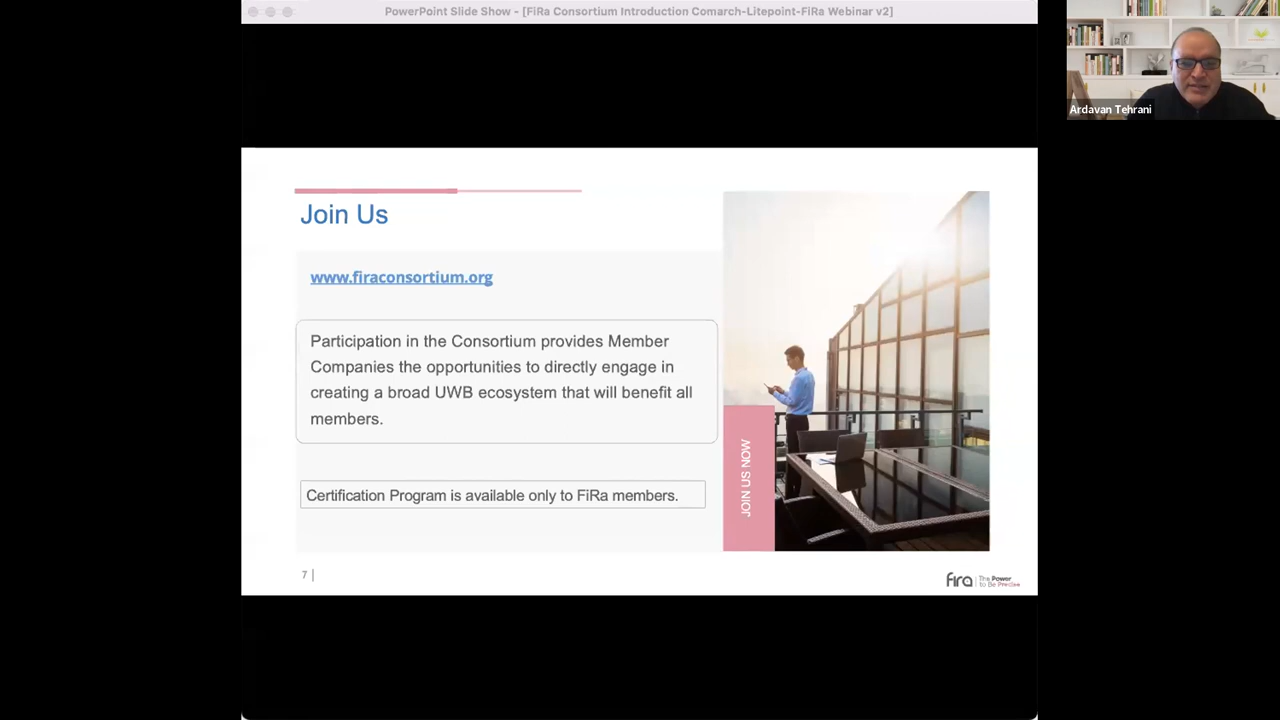 PowerPoint Slide Show - [FiRa Consortium Introduction Comarch-Litepoint-FiRa Webinar v2]
Ardavan Tehrani
Join Us
www.firaconsortium.org
Participation in the Consortium provides Member
Companies the opportunities to directly engage in
creating a broad UWB ecosystem that will benefit all
members.
Certification Program is available only to FiRa members.
JOIN US NOW
7 |
fira | The Power
to Be Precise